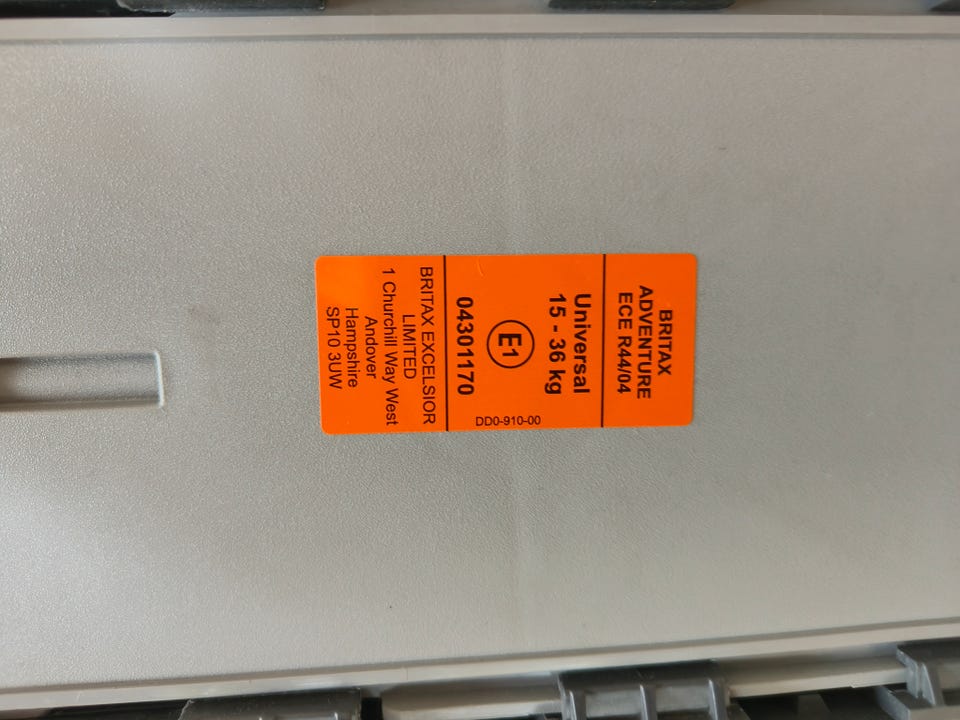 BRITAX
ADVENTURE
ECE R44/04
Universal
15 - 36 kg
E1
04301170
DD0-910-00
BRITAX EXCELSIOR
LIMITED
1 Churchill Way West
Andover
Hampshire
SP10 3UW